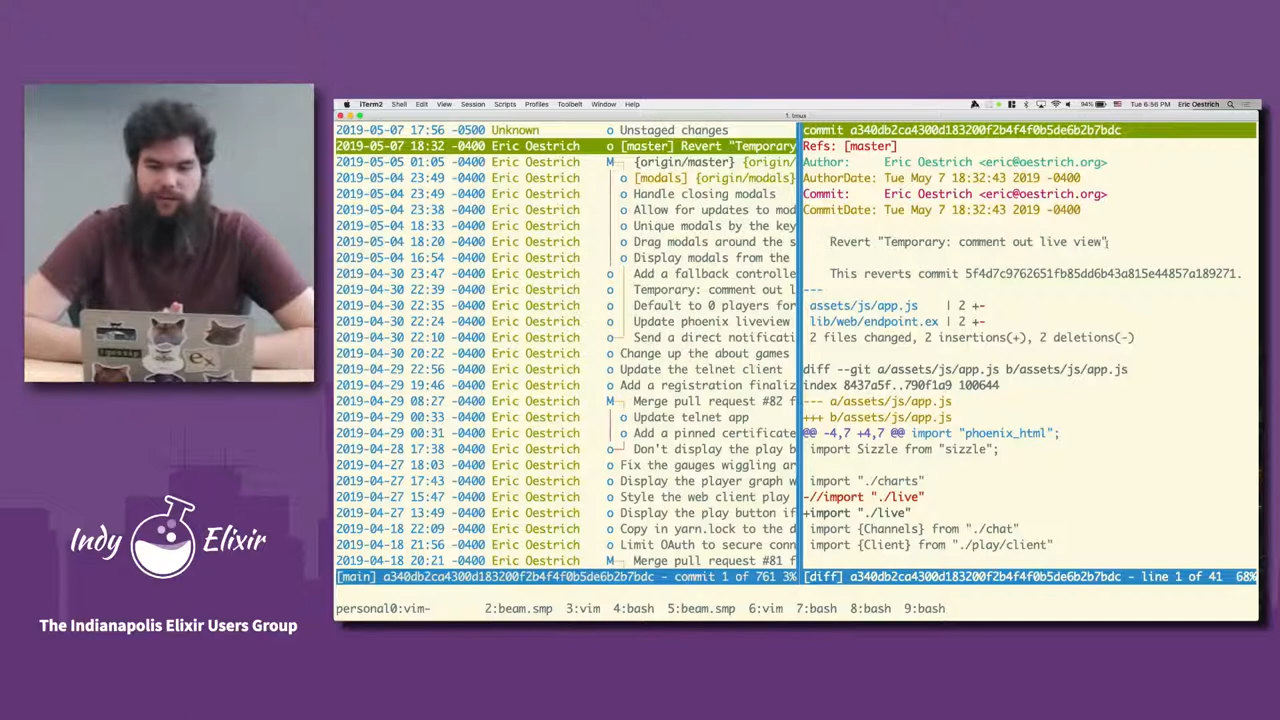 iTerm2 Shell Edit View Session Scripts Profiles Toolbelt Window Help
94%
Tue 6:56 PM Eric Oestrich
1. tmux
2019-05-07 17:56 -0500 Unknown o Unstaged changes
2019-05-07 18:32 -0400 Eric Oestrich o [master] Revert "Temporary
2019-05-05 01:05 -0400 Eric Oestrich M {origin/master} {origin/
2019-05-04 23:49 -0400 Eric Oestrich o [modals] {origin/modals}
2019-05-04 23:49 -0400 Eric Oestrich o Handle closing modals
2019-05-04 23:38 -0400 Eric Oestrich o Allow for updates to mod
2019-05-04 18:33 -0400 Eric Oestrich o Unique modals by the key
2019-05-04 18:20 -0400 Eric Oestrich o Drag modals around the s
2019-05-04 16:54 -0400 Eric Oestrich o Display modals from the
2019-04-30 23:47 -0400 Eric Oestrich o Add a fallback controlle
2019-04-30 22:39 -0400 Eric Oestrich o Temporary: comment out l
2019-04-30 22:35 -0400 Eric Oestrich o Default to 0 players for
2019-04-30 22:24 -0400 Eric Oestrich o Update phoenix liveview
2019-04-30 22:10 -0400 Eric Oestrich o Send a direct notificati
2019-04-30 20:22 -0400 Eric Oestrich o Change up the about games
2019-04-29 22:56 -0400 Eric Oestrich o Update the telnet client
2019-04-29 19:46 -0400 Eric Oestrich o Add a registration finaliz
2019-04-29 08:27 -0400 Eric Oestrich M Merge pull request #82 f
2019-04-29 00:33 -0400 Eric Oestrich o Update telnet app
2019-04-29 00:31 -0400 Eric Oestrich o Add a pinned certificate
2019-04-28 17:38 -0400 Eric Oestrich o Don't display the play b
2019-04-27 18:03 -0400 Eric Oestrich o Fix the gauges wiggling ar
2019-04-27 17:43 -0400 Eric Oestrich o Display the player graph w
2019-04-27 15:47 -0400 Eric Oestrich o Style the web client play
2019-04-27 13:29 -0400 Eric Oestrich o Display the play button if
2019-04-18 22:09 -0400 Eric Oestrich o Copy in yarn.lock to the d
2019-04-18 21:56 -0400 Eric Oestrich o Limit OAuth to secure conn
2019-04-18 20:21 -0400 Eric Oestrich M Merge pull request #81 f
[main] a340db2ca4300d183200f2b4f4f0b5de6b2b7bdc - commit 1 of 761 3%
commit a340db2ca4300d183200f2b4f4f0b5de6b2b7bdc
Refs: [master]
Author: Eric Oestrich <eric@oestrich.org>
AuthorDate: Tue May 7 18:32:43 2019 -0400
Commit: Eric Oestrich <eric@oestrich.org>
CommitDate: Tue May 7 18:32:43 2019 -0400
Revert "Temporary: comment out live view"
This reverts commit 5f4d7c9762651fb85dd6b43a815e44857a189271.
---
assets/js/app.js | 2 +-
lib/web/endpoint.ex | 2 +-
2 files changed, 2 insertions(+), 2 deletions(-)
diff --git a/assets/js/app.js b/assets/js/app.js
index 8437a5f..790f1a9 100644
--- a/assets/js/app.js
+++ b/assets/js/app.js
@@ -4,7 +4,7 @@ import "phoenix_html";
import Sizzle from "sizzle";
import "./charts"
-//import "./live"
+import "./live"
import {Channels} from "./chat"
import {Client} from "./play/client"
[diff] a340db2ca4300d183200f2b4f4f0b5de6b2b7bdc - line 1 of 41 68%
personal0:vim- 2:beam.smp 3:vim 4:bash 5:beam.smp 6:vim 7:bash 8:bash 9:bash
gossip
ex
Indy Elixir
The Indianapolis Elixir Users Group